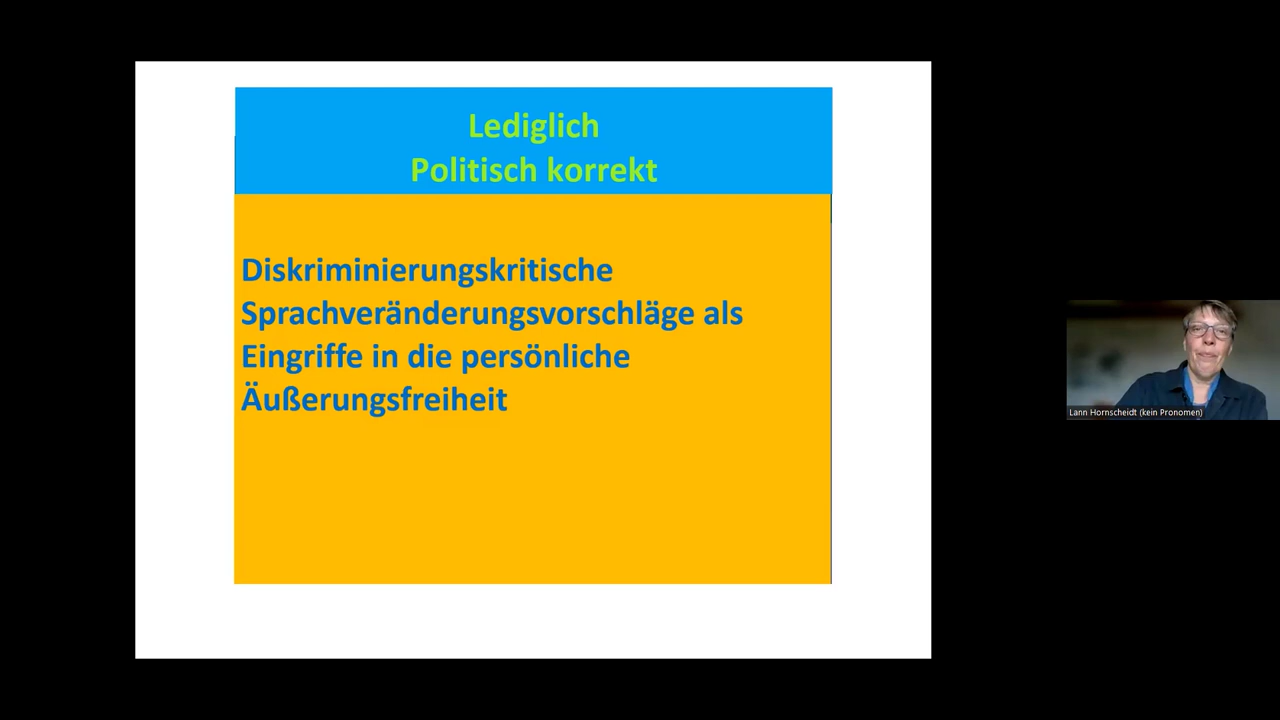 Lediglich
Politisch korrekt
Diskriminierungskritische
Sprachveränderungsvorschläge als
Eingriffe in die persönliche
Äußerungsfreiheit
Lann Hornscheidt (kein Pronomen)